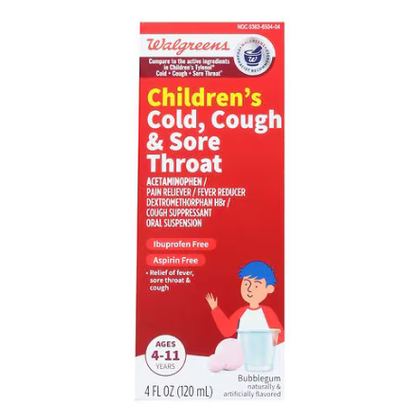 NDC 0363-6504-04
Walgreens
Compare to the active ingredients
in Children's Tylenol®
Cold + Cough + Sore Throat*
Children's
Cold, Cough
& Sore
Throat
ACETAMINOPHEN /
PAIN RELIEVER / FEVER REDUCER
DEXTROMETHORPHAN HBr /
COUGH SUPPRESSANT
ORAL SUSPENSION
Ibuprofen Free
Aspirin Free
• Relief of fever,
sore throat &
cough
AGES
4-11
YEARS
Bubblegum
naturally &
artificially flavored
4 FL OZ (120 mL)